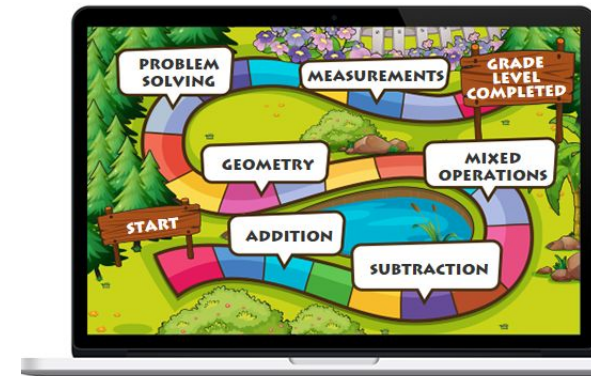 PROBLEM
SOLVING
MEASUREMENTS
GRADE
LEVEL
COMPLETED
GEOMETRY
MIXED
OPERATIONS
START
ADDITION
SUBTRACTION